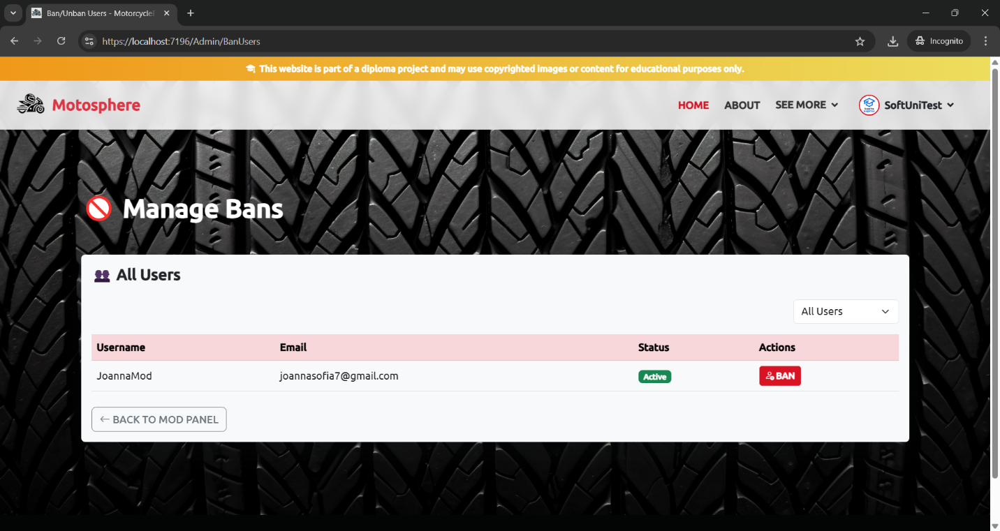 Ban/Unban Users - Motorcycle
https://localhost:7196/Admin/BanUsers
Incognito
This website is part of a diploma project and may use copyrighted images or content for educational purposes only.
Motosphere
HOME ABOUT SEE MORE SoftUniTest
Manage Bans
All Users
All Users
Username Email Status Actions
JoannaMod joannasofia7@gmail.com Active BAN
← BACK TO MOD PANEL